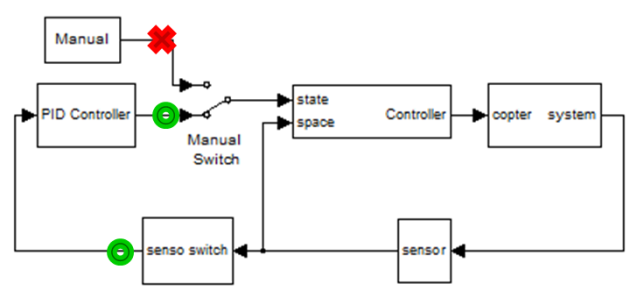 Manual
PID Controller
Manual
Switch
state
space
Controller
copter system
senso switch
sensor